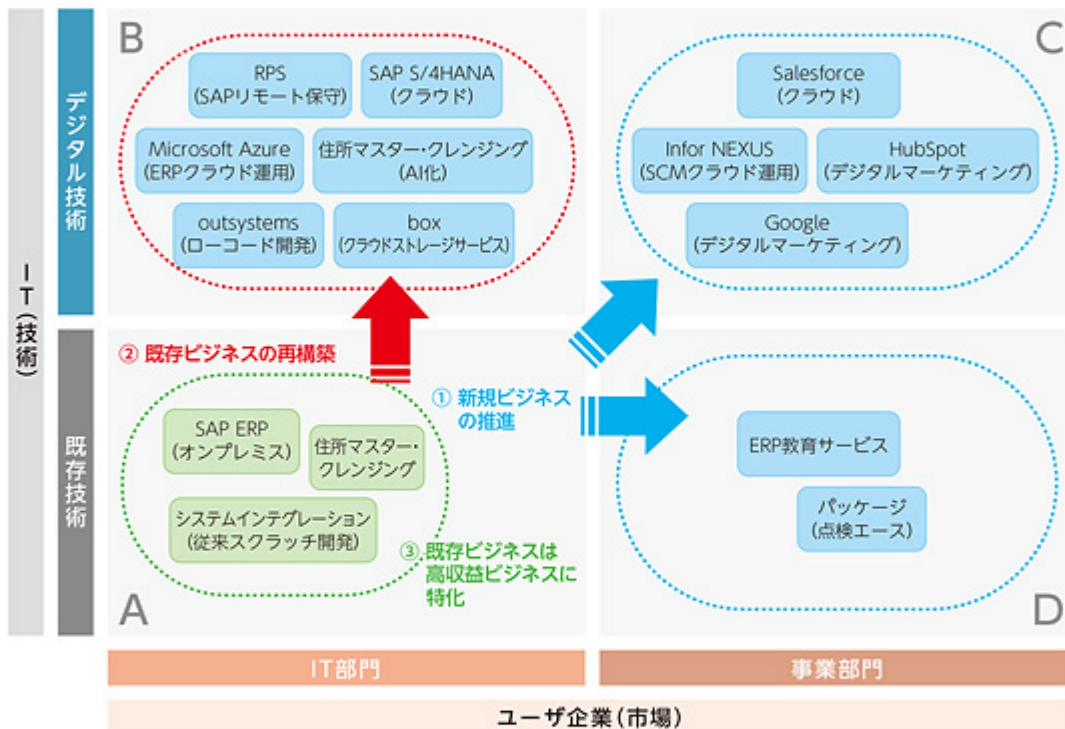 B
RPS
(SAPリモート保守)
SAP S/4HANA
(クラウド)
Microsoft Azure
(ERPクラウド運用)
住所マスター・クレンジング
(AI化)
outsystems
(ローコード開発)
box
(クラウドストレージサービス)
C
Salesforce
(クラウド)
Infor NEXUS
(SCMクラウド運用)
HubSpot
(デジタルマーケティング)
Google
(デジタルマーケティング)
デジタル技術
IT(技術)
既存技術
② 既存ビジネスの再構築
① 新規ビジネス
の推進
SAP ERP
(オンプレミス)
住所マスター・
クレンジング
システムインテグレーション
(従来スクラッチ開発)
③ 既存ビジネスは
高収益ビジネスに
特化
A
ERP教育サービス
パッケージ
(点検エース)
D
IT部門
事業部門
ユーザ企業(市場)